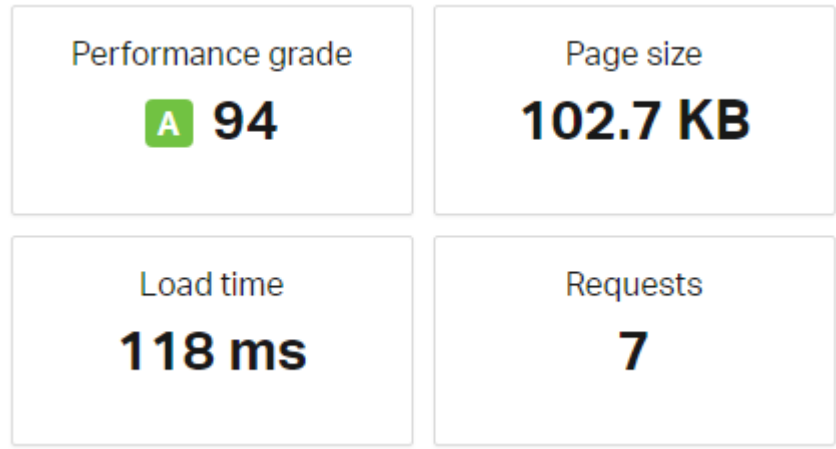 Performance grade
A 94
Page size
102.7 KB
Load time
118 ms
Requests
7